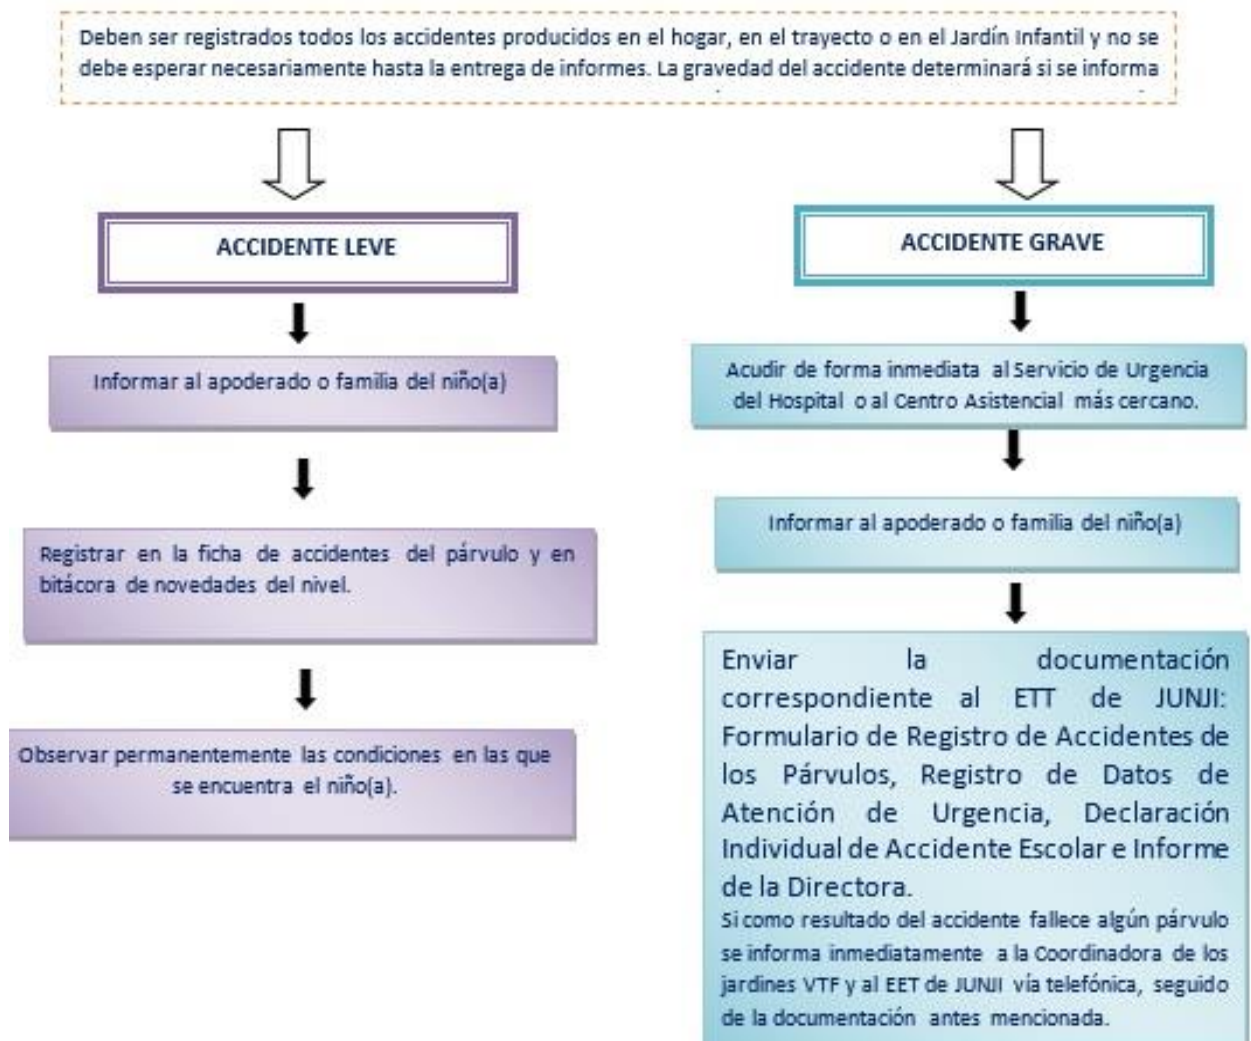 Deben ser registrados todos los accidentes producidos en el hogar, en el trayecto o en el Jardín Infantil y no se
debe esperar necesariamente hasta la entrega de informes. La gravedad del accidente determinará si se informa
ACCIDENTE LEVE
Informar al apoderado o familia del niño(a)
Registrar en la ficha de accidentes del párvulo y en
bitácora de novedades del nivel.
Observar permanentemente las condiciones en las que
se encuentra el niño(a).
ACCIDENTE GRAVE
Acudir de forma inmediata al Servicio de Urgencia
del Hospital o al Centro Asistencial más cercano.
Informar al apoderado o familia del niño(a)
Enviar la documentación
correspondiente al ETT de JUNJI:
Formulario de Registro de Accidentes de
los Párvulos, Registro de Datos de
Atención de Urgencia, Declaración
Individual de Accidente Escolar e Informe
de la Directora.
Si como resultado del accidente fallece algún párvulo
se informa inmediatamente a la Coordinadora de los
jardines VTF y al EET de JUNJI vía telefónica, seguido
de la documentación antes mencionada.